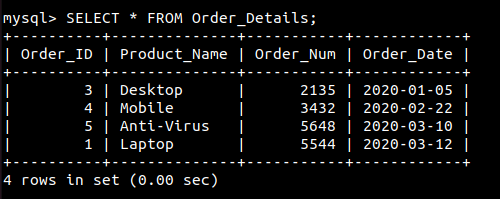 mysql> SELECT * FROM Order_Details;
+----------+--------------+-----------+------------+
| Order_ID | Product_Name | Order_Num | Order_Date |
+----------+--------------+-----------+------------+
|        3 | Desktop      |      2135 | 2020-01-05 |
|        4 | Mobile       |      3432 | 2020-02-22 |
|        5 | Anti-Virus   |      5648 | 2020-03-10 |
|        1 | Laptop       |      5544 | 2020-03-12 |
+----------+--------------+-----------+------------+
4 rows in set (0.00 sec)